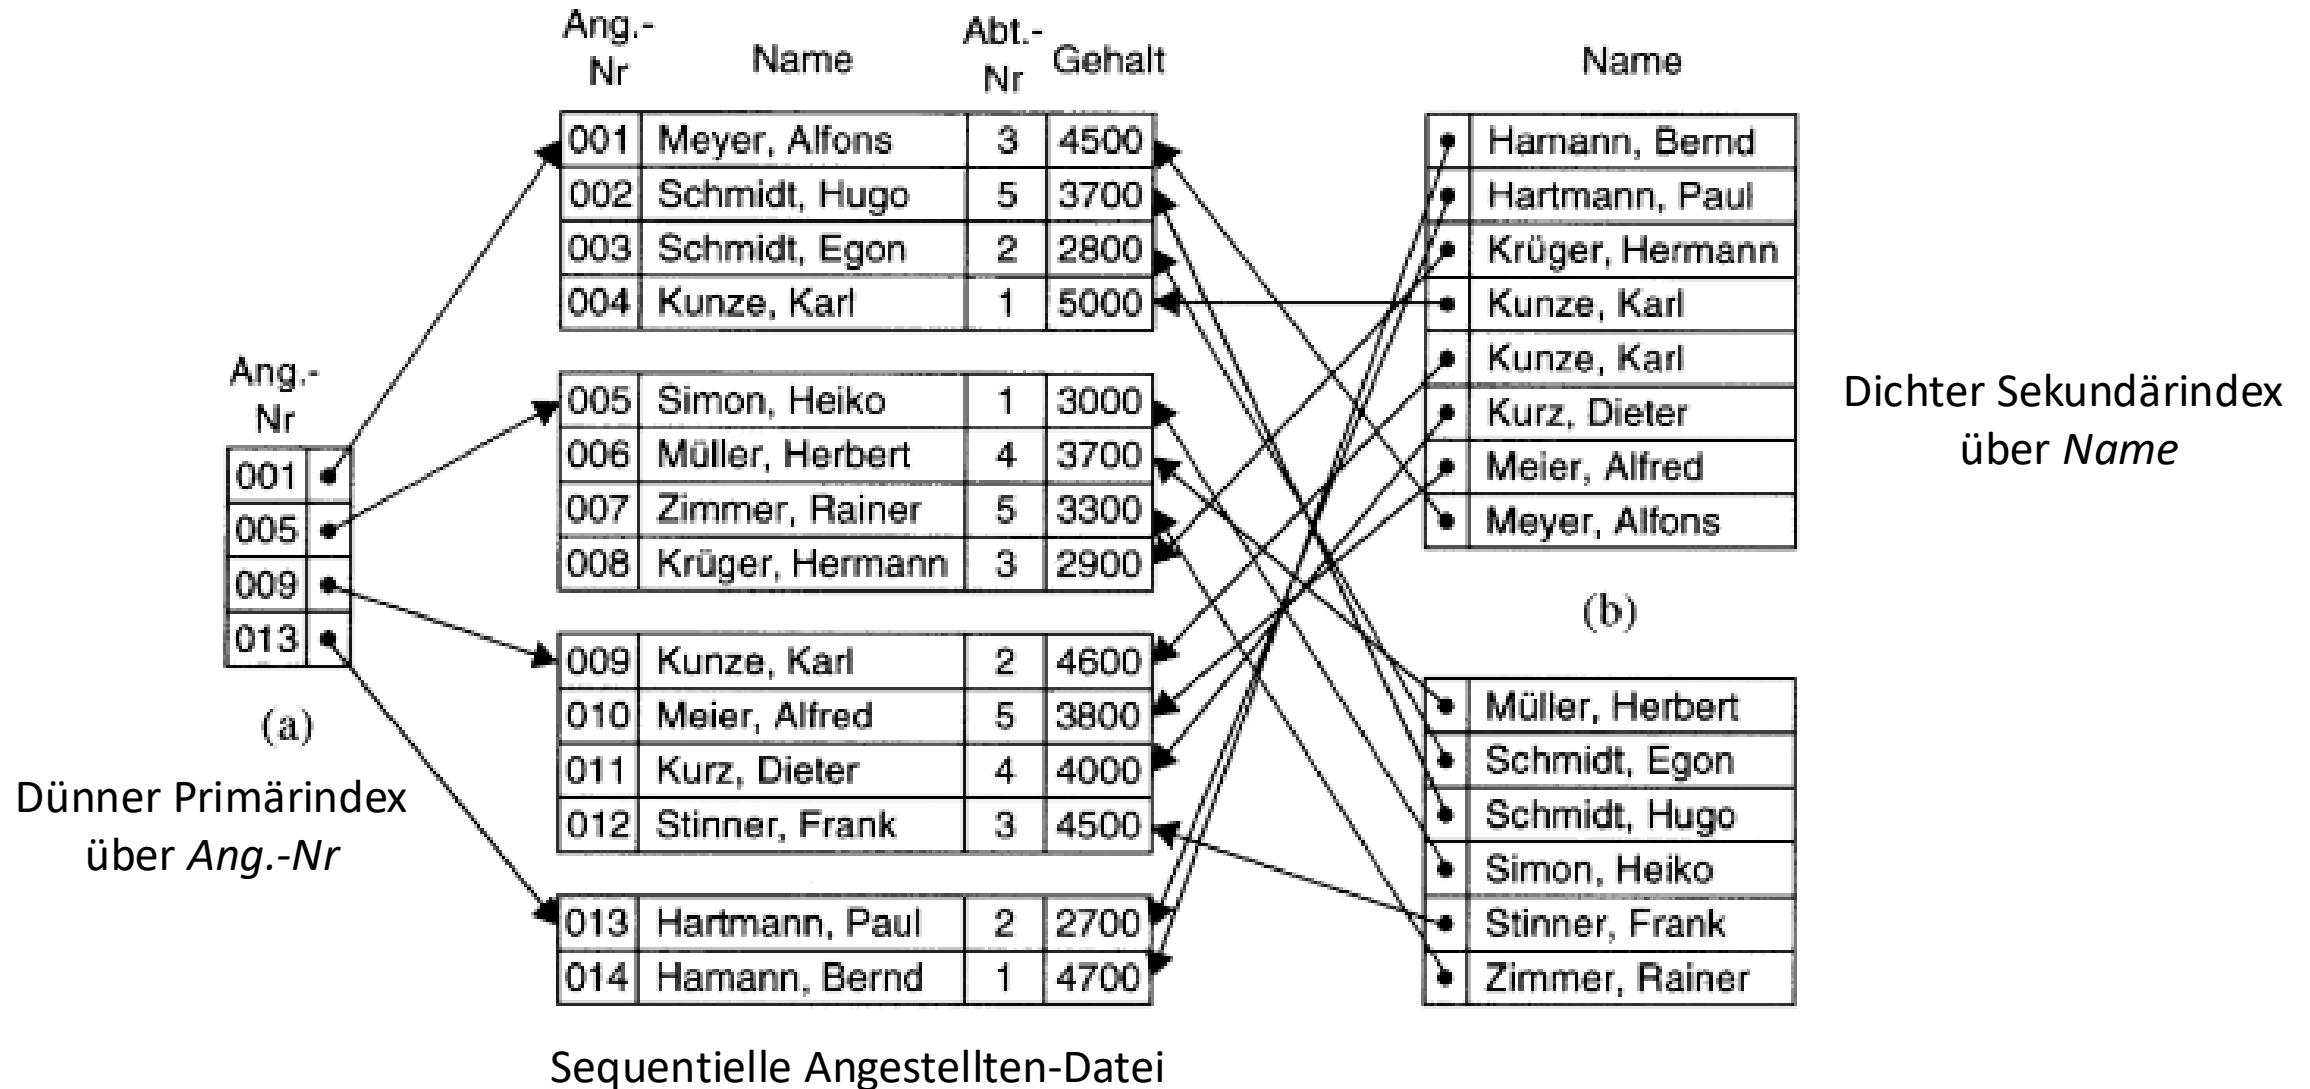 Ang.-
Nr
001
005
009
013
(a)
Dünner Primärindex
über Ang.-Nr
Ang.-
Nr Name Abt.-
Nr Gehalt
001 Meyer, Alfons 3 4500
002 Schmidt, Hugo 5 3700
003 Schmidt, Egon 2 2800
004 Kunze, Karl 1 5000
005 Simon, Heiko 1 3000
006 Müller, Herbert 4 3700
007 Zimmer, Rainer 5 3300
008 Krüger, Hermann 3 2900
009 Kunze, Karl 2 4600
010 Meier, Alfred 5 3800
011 Kurz, Dieter 4 4000
012 Stinner, Frank 3 4500
013 Hartmann, Paul 2 2700
014 Hamann, Bernd 1 4700
Sequentielle Angestellten-Datei
Name
Hamann, Bernd
Hartmann, Paul
Krüger, Hermann
Kunze, Karl
Kunze, Karl
Kurz, Dieter
Meier, Alfred
Meyer, Alfons
(b)
Müller, Herbert
Schmidt, Egon
Schmidt, Hugo
Simon, Heiko
Stinner, Frank
Zimmer, Rainer
Dichter Sekundärindex
über Name